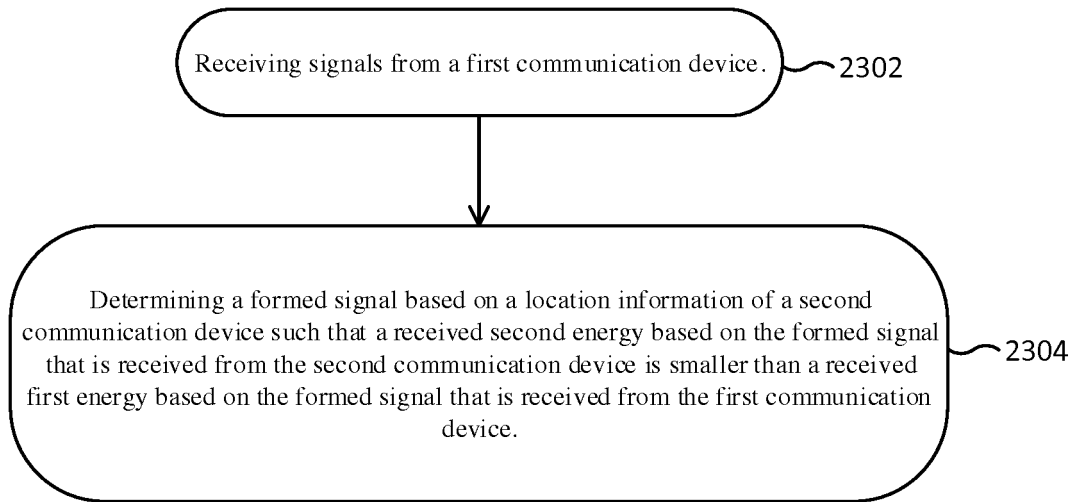 Receiving signals from a first communication device.
2302
Determining a formed signal based on a location information of a second
communication device such that a received second energy based on the formed signal
that is received from the second communication device is smaller than a received
first energy based on the formed signal that is received from the first communication
device.
2304